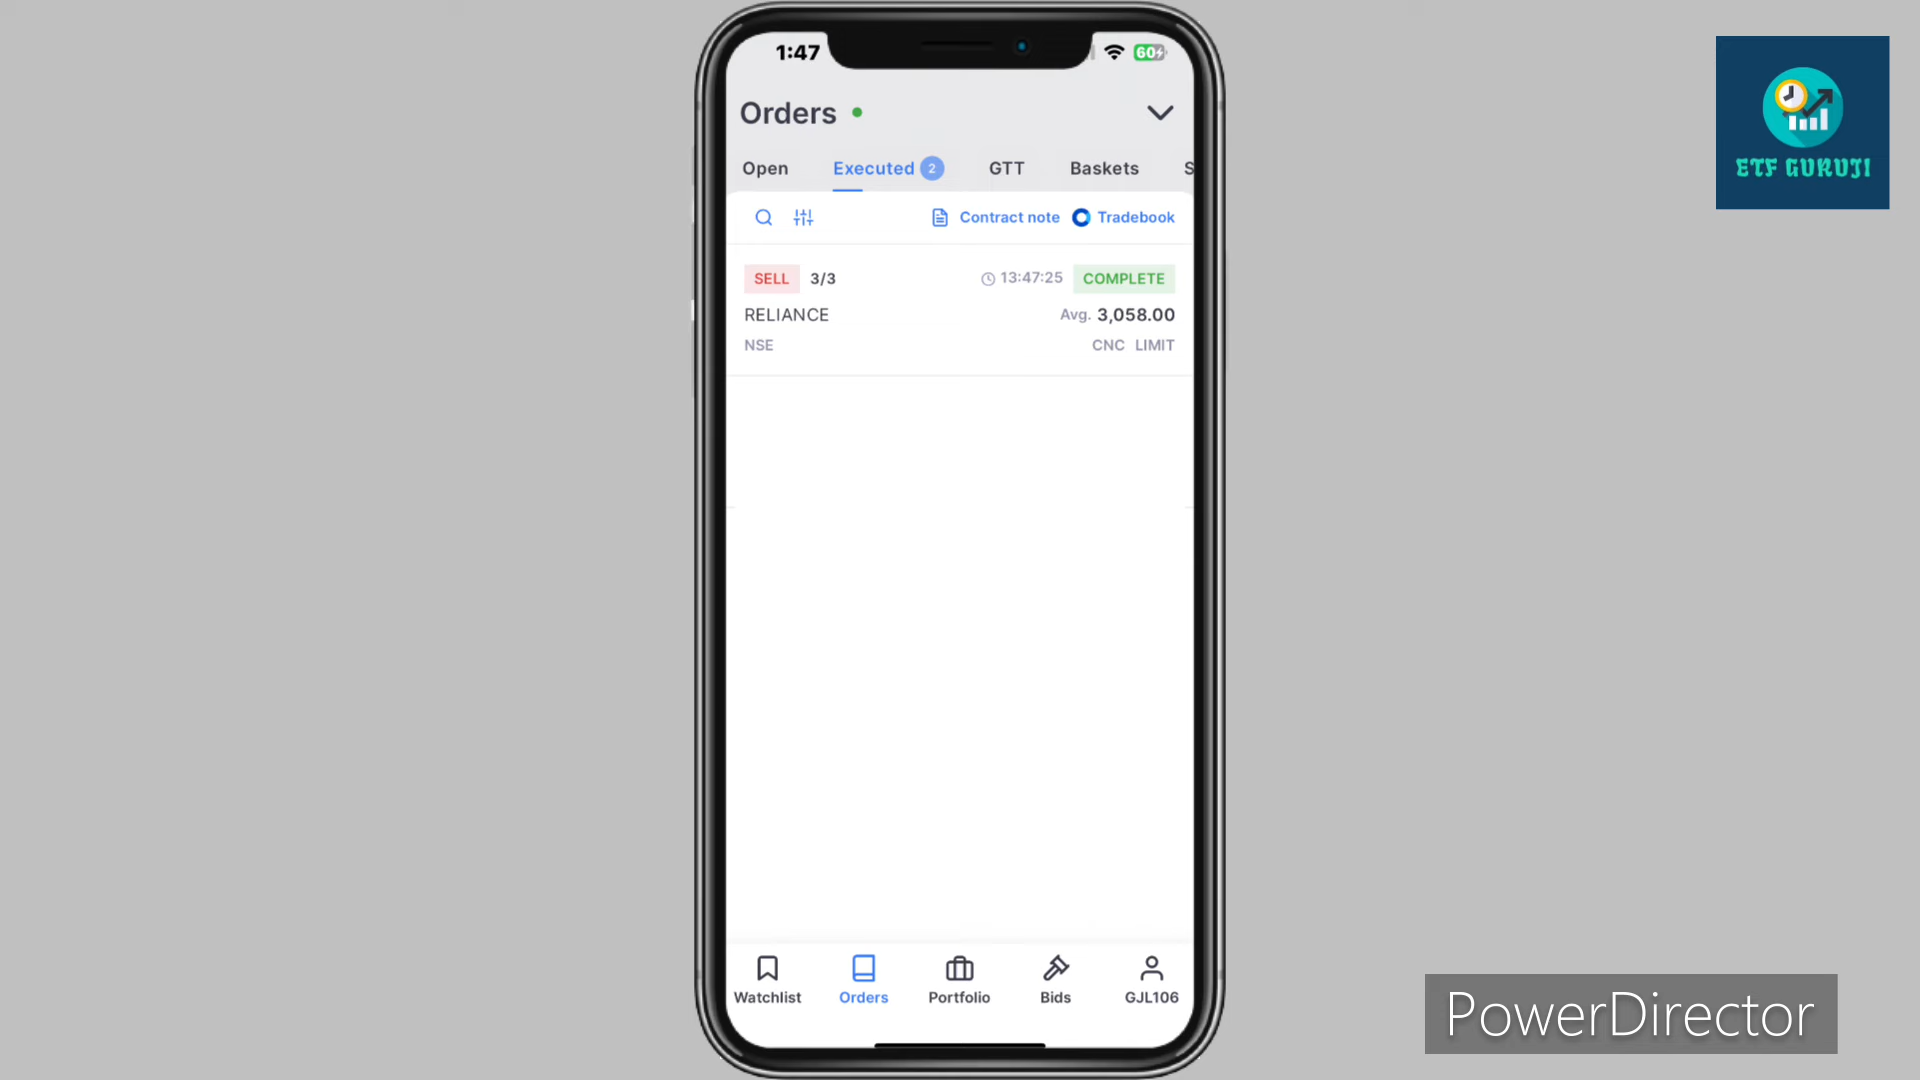 1:47
60
Orders
Open Executed 2 GTT Baskets S
Contract note Tradebook
SELL 3/3 13:47:25 COMPLETE
RELIANCE Avg. 3,058.00
NSE CNC LIMIT
Watchlist Orders Portfolio Bids GJL106
ETF GURUJI
PowerDirector